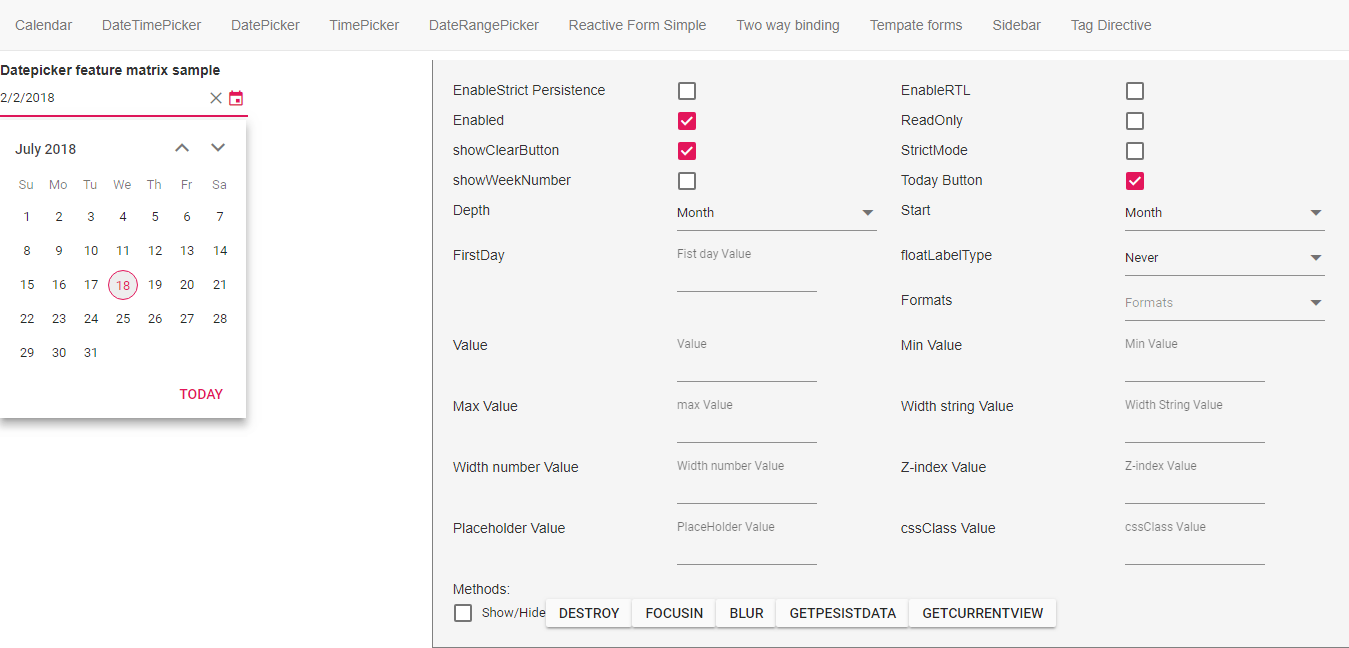 Calendar DateTimePicker DatePicker TimePicker DateRangePicker Reactive Form Simple Two way binding Tempate forms Sidebar Tag Directive
Datepicker feature matrix sample
2/2/2018
July 2018
Su Mo Tu We Th Fr Sa
1 2 3 4 5 6 7
8 9 10 11 12 13 14
15 16 17 18 19 20 21
22 23 24 25 26 27 28
29 30 31
TODAY
EnableStrict Persistence EnableRTL
Enabled ReadOnly
showClearButton StrictMode
showWeekNumber Today Button
Depth Month Start Month
FirstDay Fist day Value floatLabelType Never
Formats Formats
Value Value Min Value Min Value
Max Value max Value Width string Value Width String Value
Width number Value Width number Value Z-index Value Z-index Value
Placeholder Value PlaceHolder Value cssClass Value cssClass Value
Methods:
Show/Hide DESTROY FOCUSIN BLUR GETPESISTDATA GETCURRENTVIEW